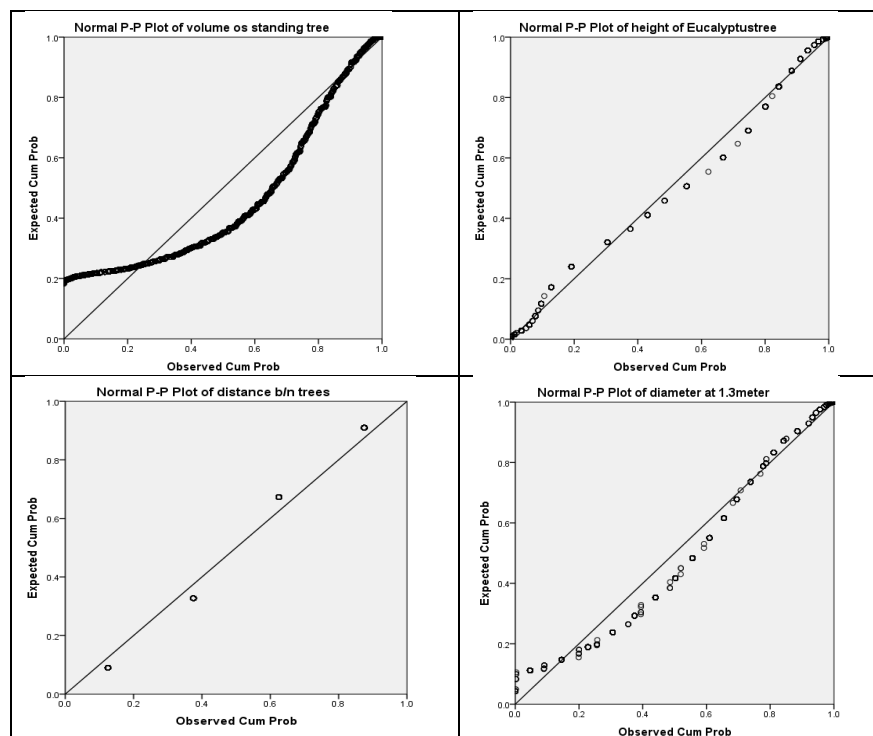 Normal P-P Plot of volume os standing tree
1.0
0.8
0.6
0.4
0.2
0.0
0.0 0.2 0.4 0.6 0.8 1.0
Expected Cum Prob
Observed Cum Prob
Normal P-P Plot of height of Eucalyptustree
1.0
0.8
0.6
0.4
0.2
0.0
0.0 0.2 0.4 0.6 0.8 1.0
Expected Cum Prob
Observed Cum Prob
Normal P-P Plot of distance b/n trees
1.0
0.8
0.6
0.4
0.2
0.0
0.0 0.2 0.4 0.6 0.8 1.0
Expected Cum Prob
Observed Cum Prob
Normal P-P Plot of diameter at 1.3meter
1.0
0.8
0.6
0.4
0.2
0.0
0.0 0.2 0.4 0.6 0.8 1.0
Expected Cum Prob
Observed Cum Prob